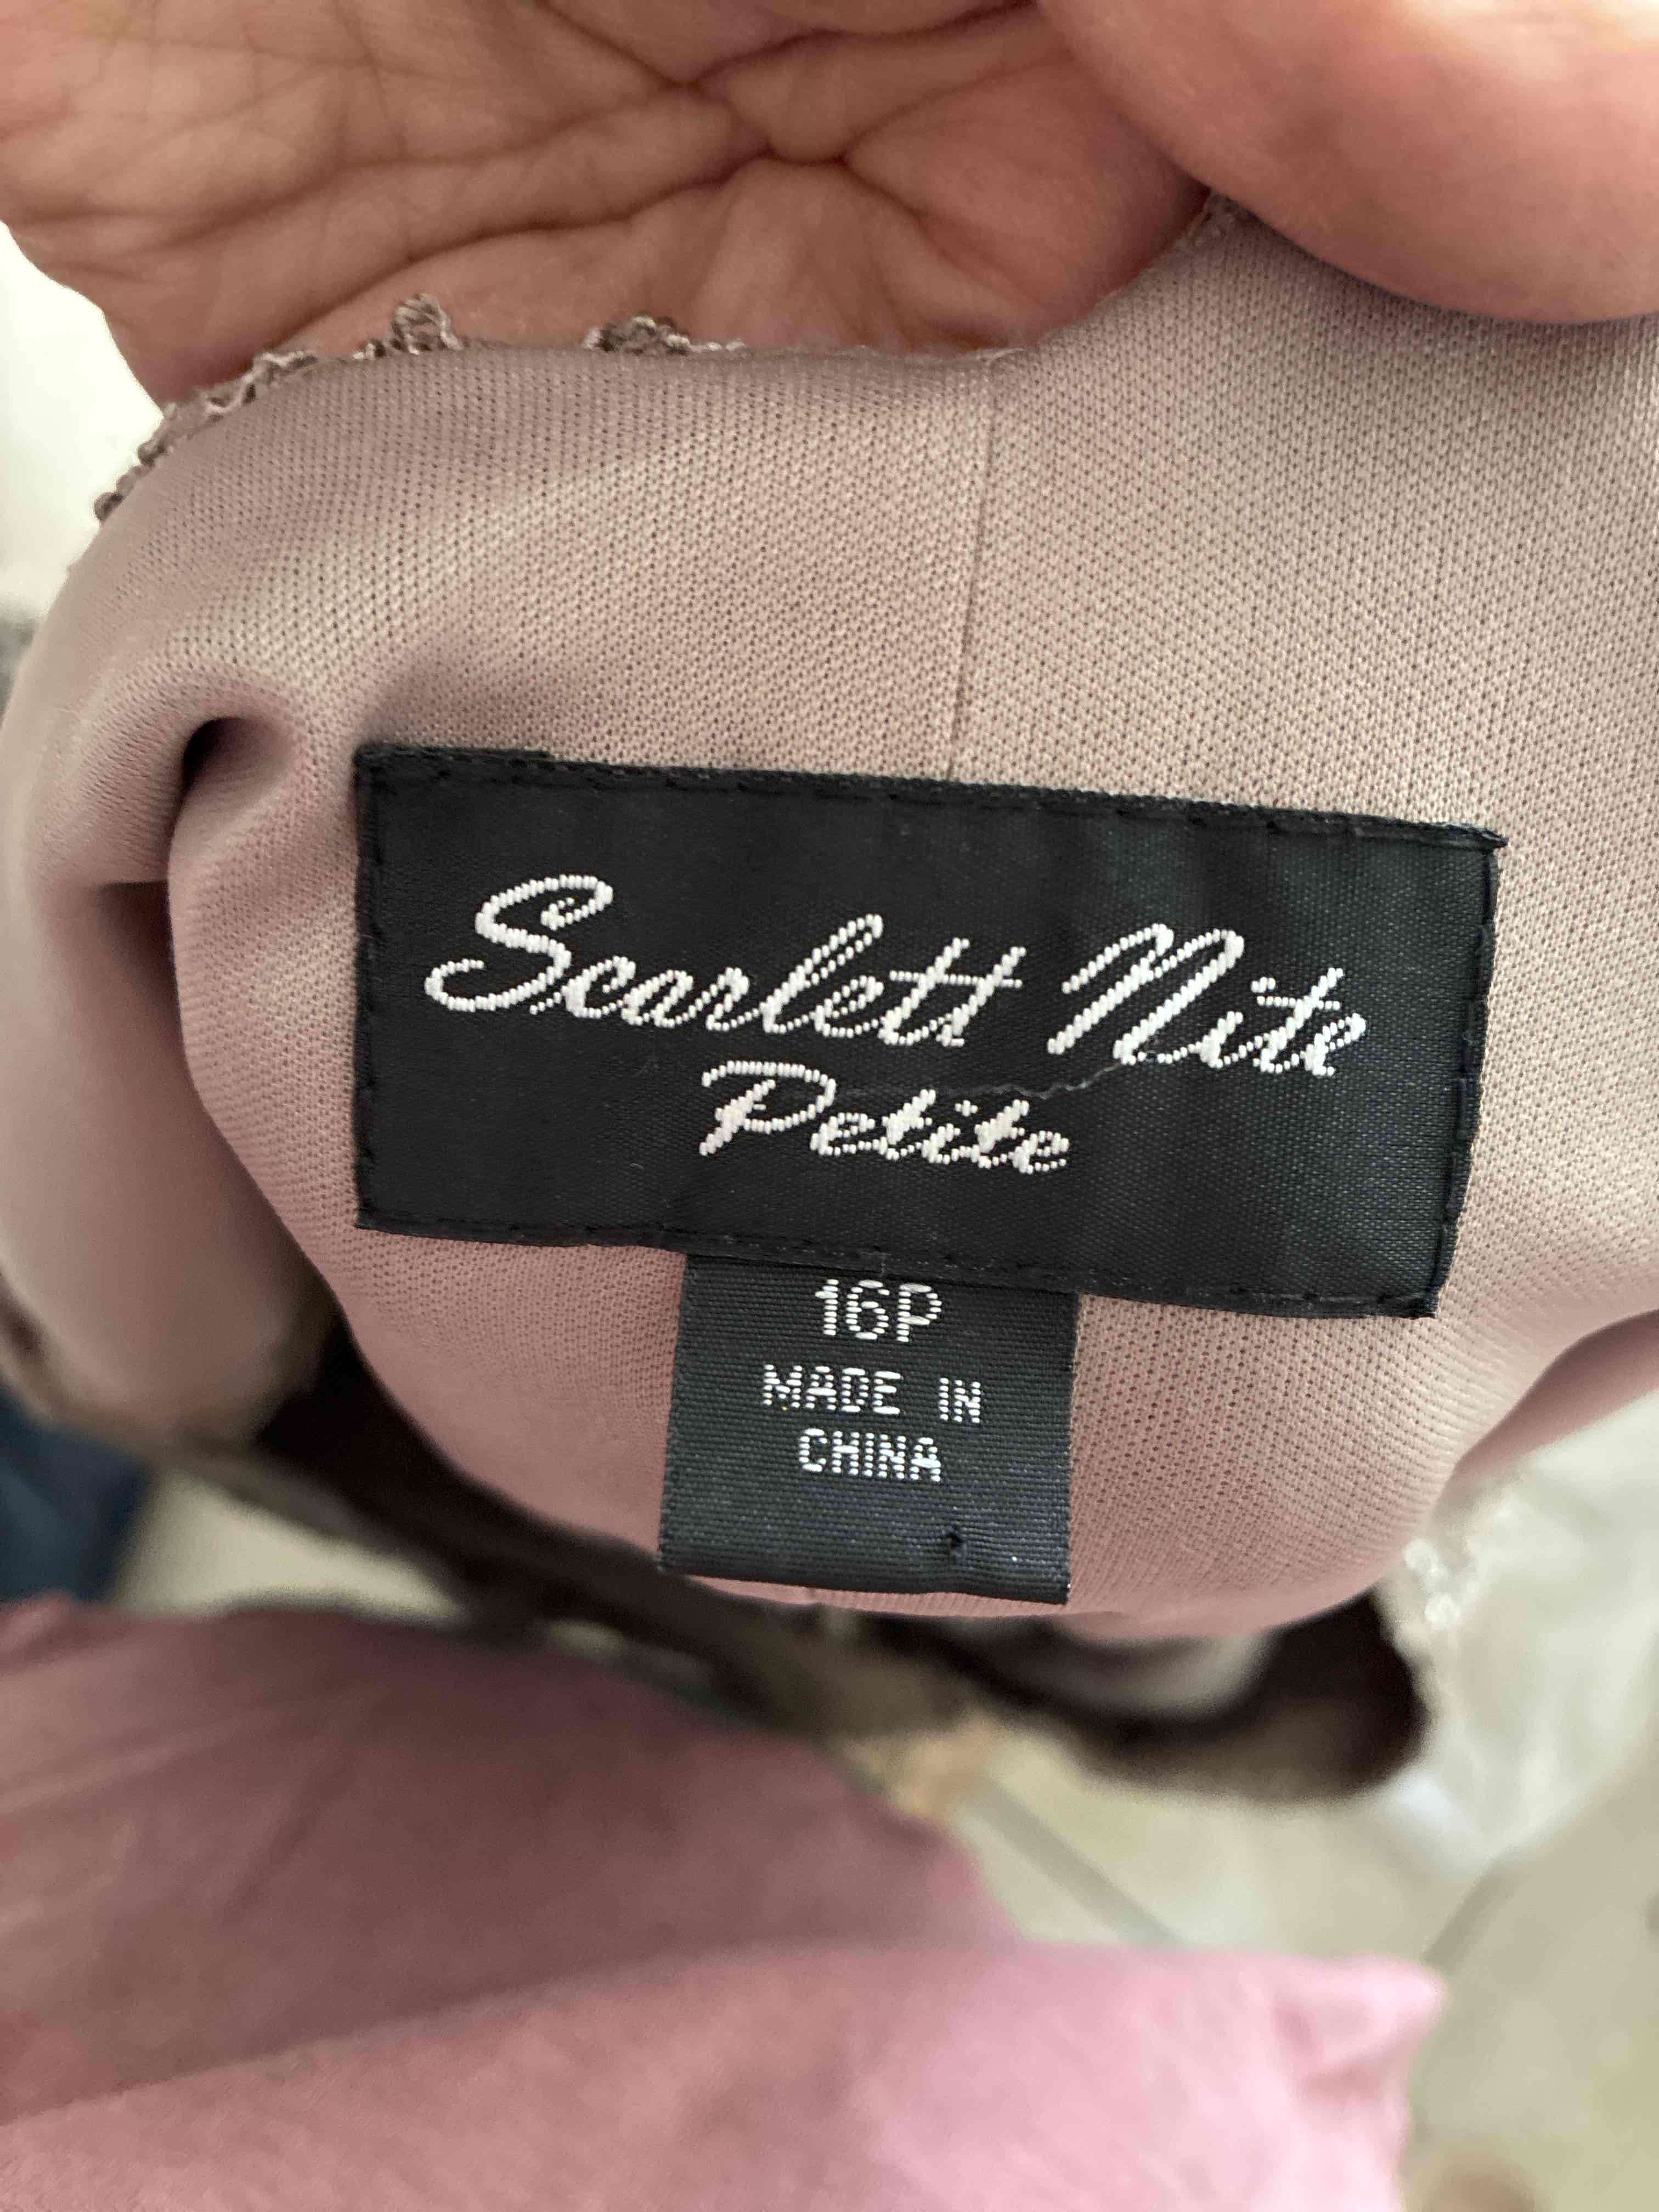 Scarlett Nite
Petite
16P
MADE IN
CHINA